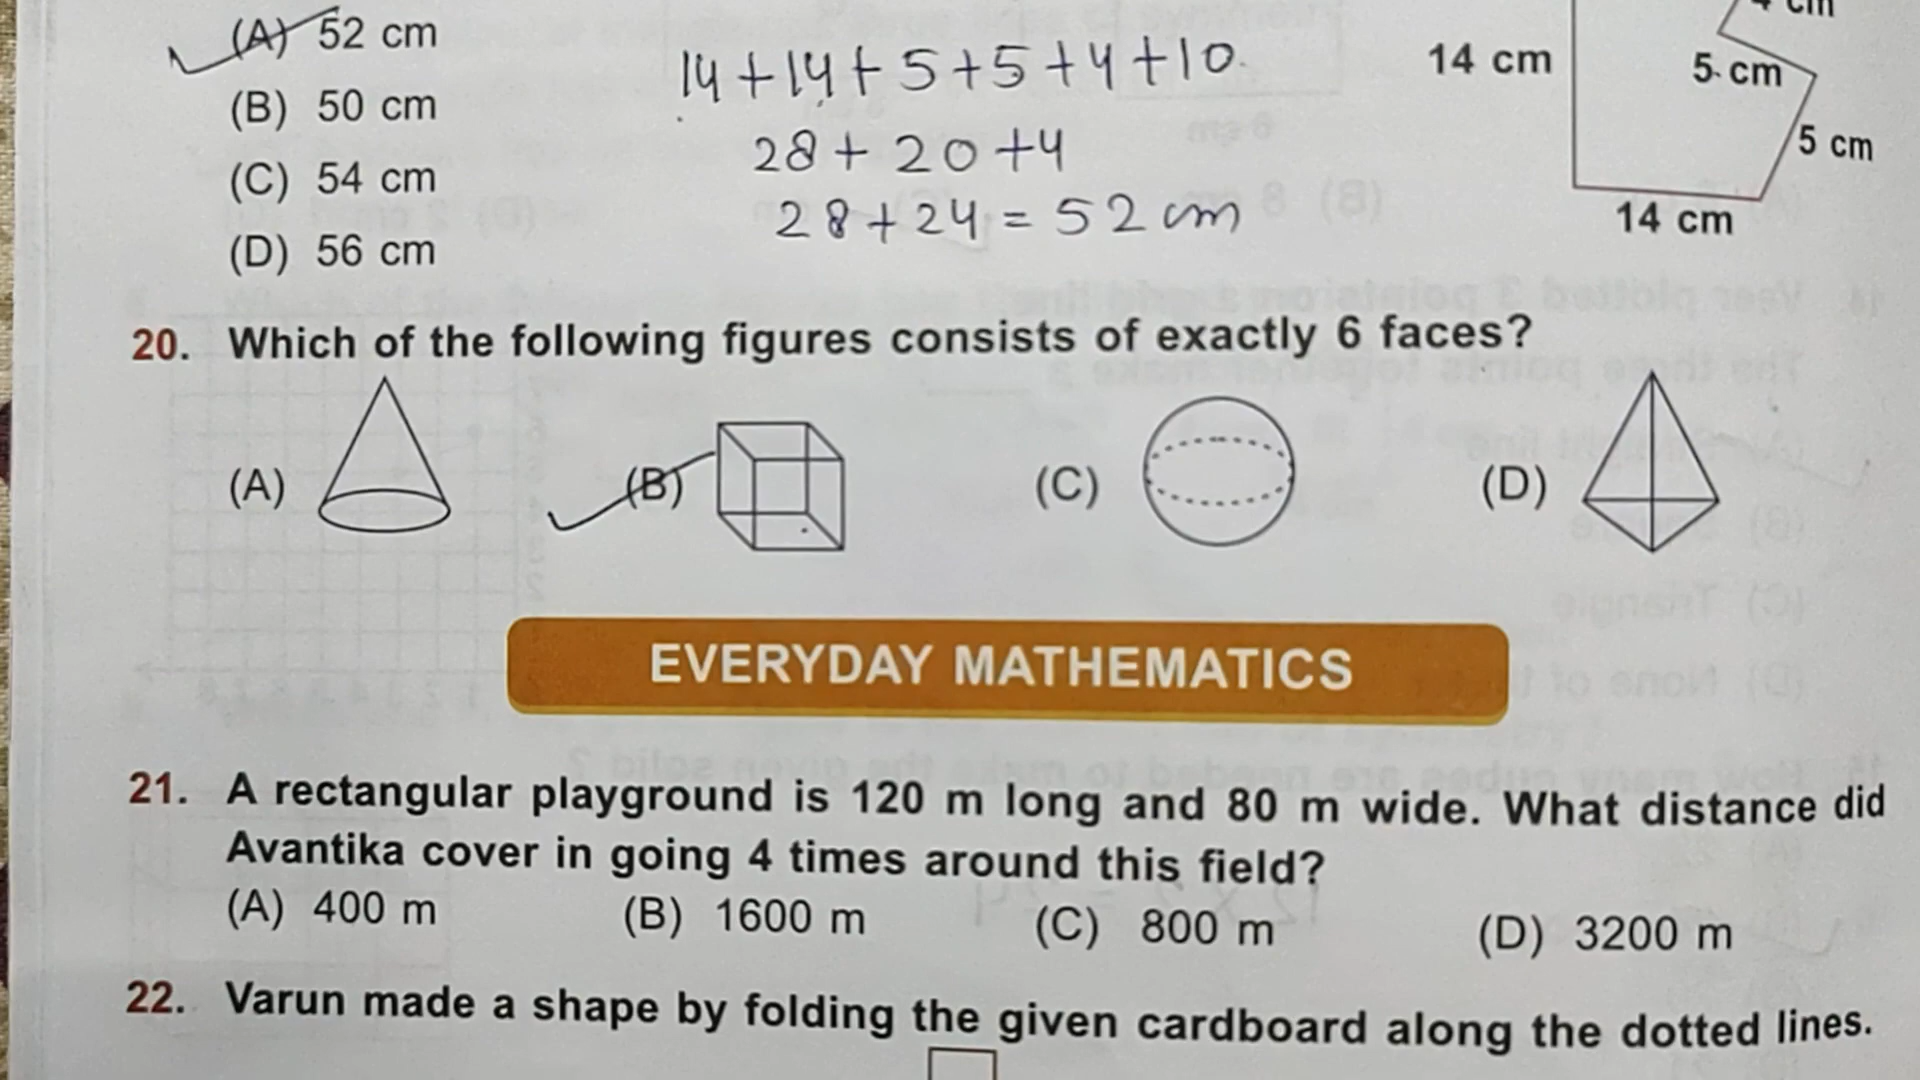 (A) 52 cm
(B) 50 cm
(C) 54 cm
(D) 56 cm
14+14+5+5+4+10
28+20+4
28+24=52cm
cm
14 cm
5 cm
5 cm
14 cm
20. Which of the following figures consists of exactly 6 faces?
(A) (B) (C) (D)
EVERYDAY MATHEMATICS
21. A rectangular playground is 120 m long and 80 m wide. What distance did
Avantika cover in going 4 times around this field?
(A) 400 m (B) 1600 m (C) 800 m (D) 3200 m
22. Varun made a shape by folding the given cardboard along the dotted lines.